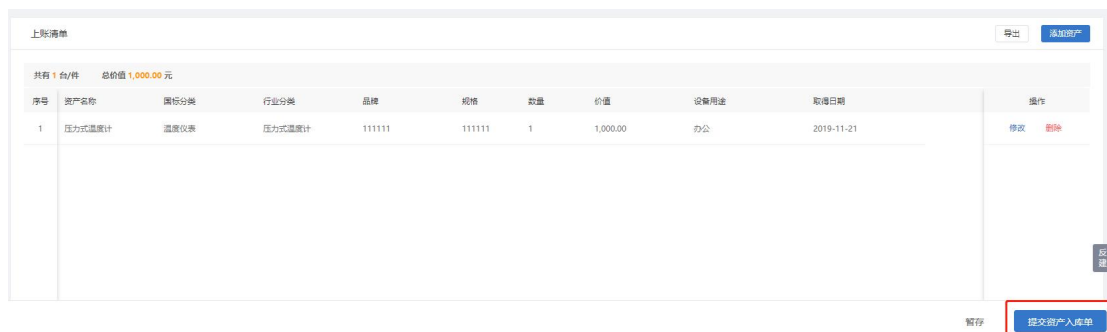 上账清单 导出 添加资产
共有 1 台/件 总价值 1,000.00 元
序号 资产名称 国标分类 行业分类 品牌 规格 数量 价值 设备用途 取得日期 操作
1 压力式温度计 温度仪表 压力式温度计 111111 111111 1 1,000.00 办公 2019-11-21 修改 删除
反
建
暂存 提交资产入库单